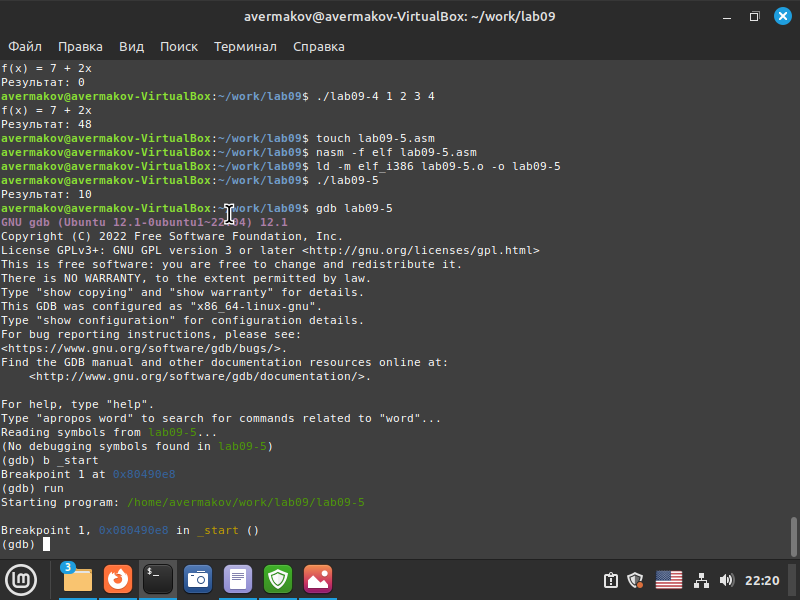 avermakov@avermakov-VirtualBox: ~/work/lab09
Файл Правка Вид Поиск Терминал Справка
f(x) = 7 + 2x
Результат: 0
avermakov@avermakov-VirtualBox:~/work/lab09$ ./lab09-4 1 2 3 4
f(x) = 7 + 2x
Результат: 48
avermakov@avermakov-VirtualBox:~/work/lab09$ touch lab09-5.asm
avermakov@avermakov-VirtualBox:~/work/lab09$ nasm -f elf lab09-5.asm
avermakov@avermakov-VirtualBox:~/work/lab09$ ld -m elf_i386 lab09-5.o -o lab09-5
avermakov@avermakov-VirtualBox:~/work/lab09$ ./lab09-5
Результат: 10
avermakov@avermakov-VirtualBox:~/work/lab09$ gdb lab09-5
GNU gdb (Ubuntu 12.1-0ubuntu1~22.04) 12.1
Copyright (C) 2022 Free Software Foundation, Inc.
License GPLv3+: GNU GPL version 3 or later <http://gnu.org/licenses/gpl.html>
This is free software: you are free to change and redistribute it.
There is NO WARRANTY, to the extent permitted by law.
Type "show copying" and "show warranty" for details.
This GDB was configured as "x86_64-linux-gnu".
Type "show configuration" for configuration details.
For bug reporting instructions, please see:
<https://www.gnu.org/software/gdb/bugs/>.
Find the GDB manual and other documentation resources online at:
    <http://www.gnu.org/software/gdb/documentation/>.
For help, type "help".
Type "apropos word" to search for commands related to "word"...
Reading symbols from lab09-5...
(No debugging symbols found in lab09-5)
(gdb) b _start
Breakpoint 1 at 0x80490e8
(gdb) run
Starting program: /home/avermakov/work/lab09/lab09-5
Breakpoint 1, 0x080490e8 in _start ()
(gdb)
3
$_
22:20